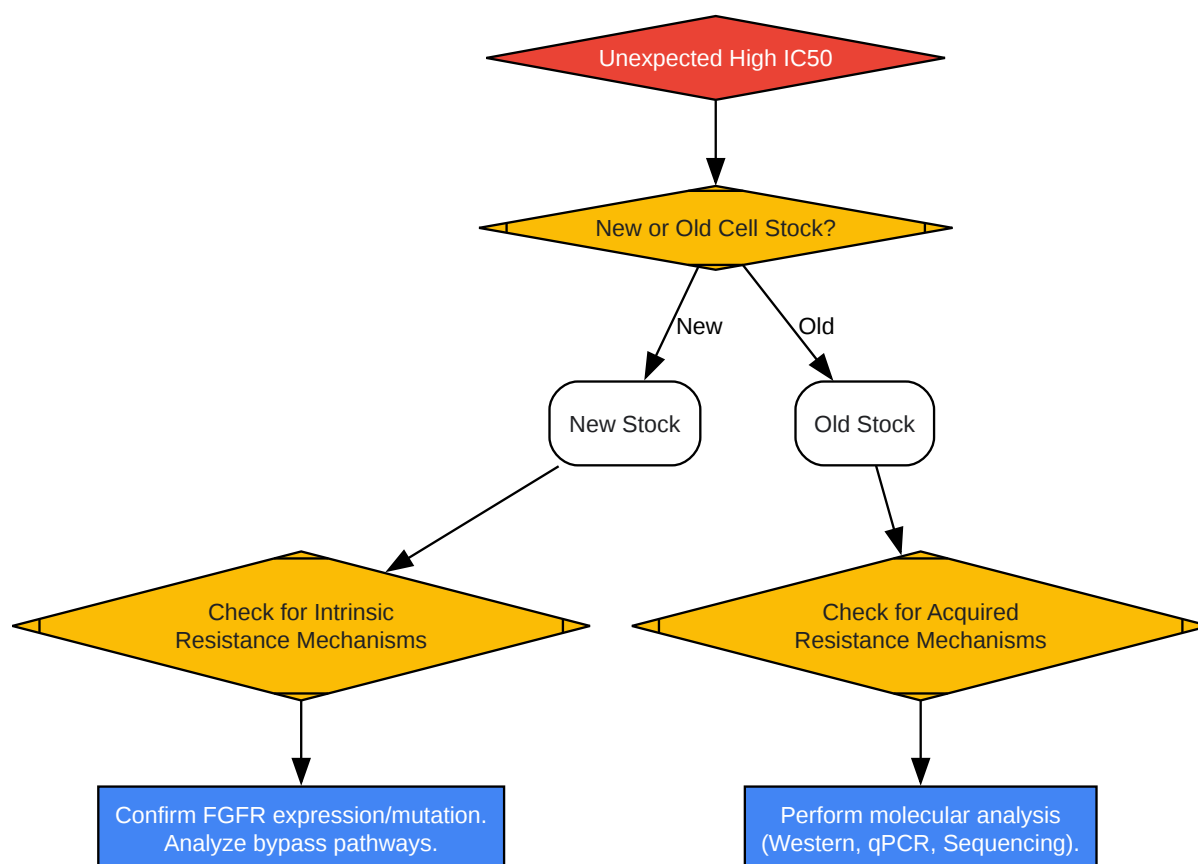 Unexpected High IC50
New or Old Cell Stock?
New
Old
New Stock
Old Stock
Check for Intrinsic
Resistance Mechanisms
Check for Acquired
Resistance Mechanisms
Confirm FGFR expression/mutation.
Analyze bypass pathways.
Perform molecular analysis
(Western, qPCR, Sequencing).